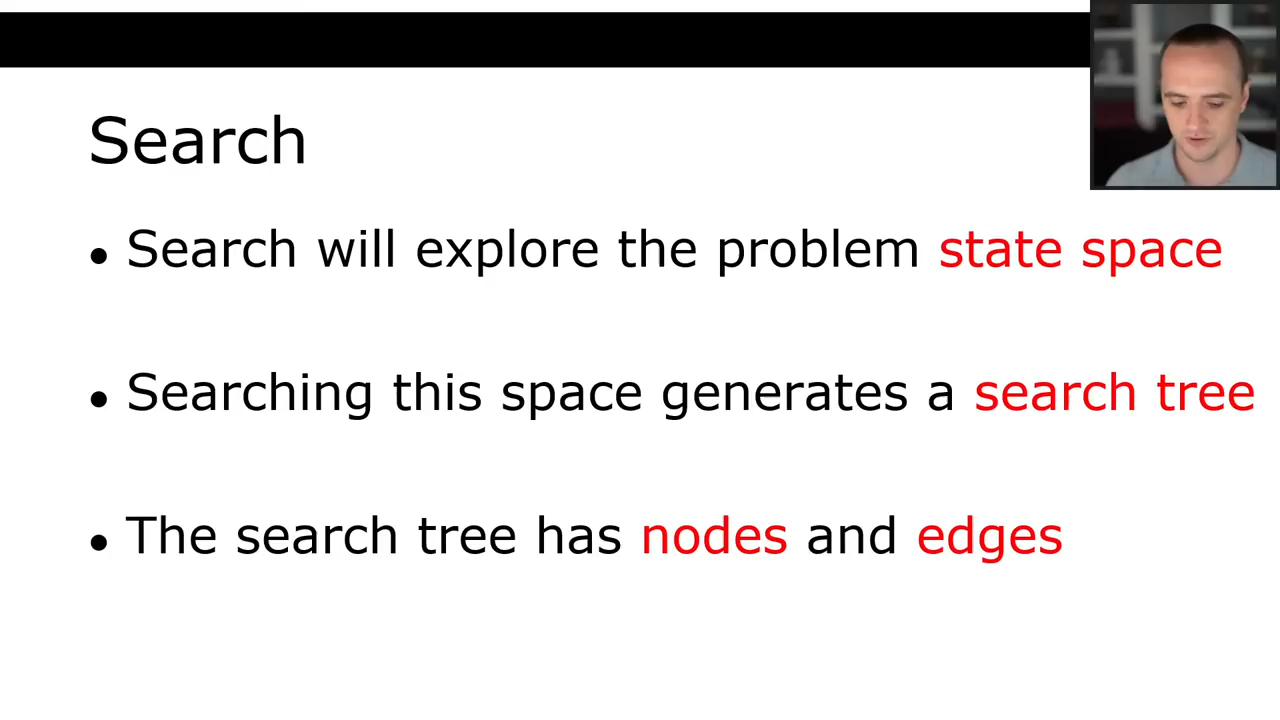 Search
• Search will explore the problem state space
• Searching this space generates a search tree
• The search tree has nodes and edges